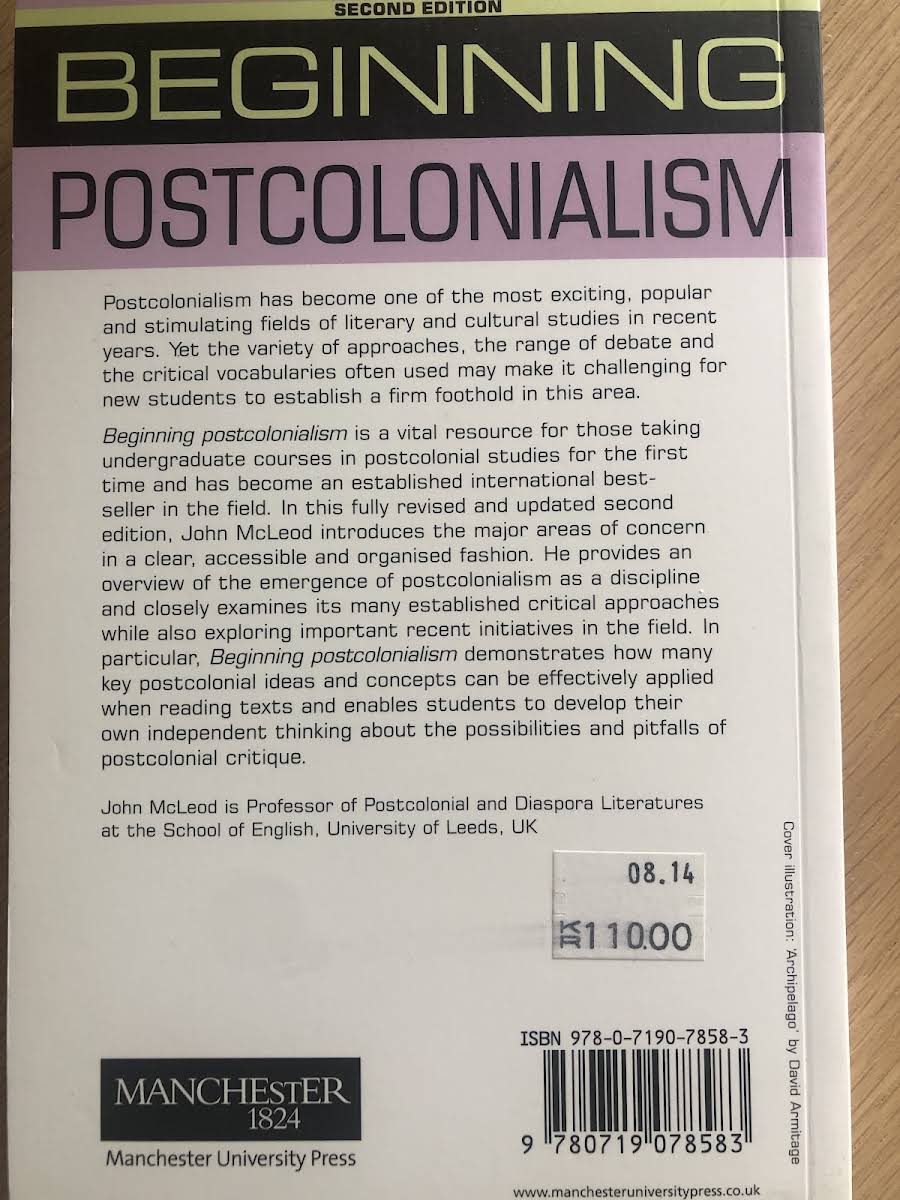 SECOND EDITION
BEGINNING
POSTCOLONIALISM
Postcolonialism has become one of the most exciting, popular
and stimulating fields of literary and cultural studies in recent
years. Yet the variety of approaches, the range of debate and
the critical vocabularies often used may make it challenging for
new students to establish a firm foothold in this area.
Beginning postcolonialism is a vital resource for those taking
undergraduate courses in postcolonial studies for the first
time and has become an established international best-
seller in the field. In this fully revised and updated second
edition, John McLeod introduces the major areas of concern
in a clear, accessible and organised fashion. He provides an
overview of the emergence of postcolonialism as a discipline
and closely examines its many established critical approaches
while also exploring important recent initiatives in the field. In
particular, Beginning postcolonialism demonstrates how many
key postcolonial ideas and concepts can be effectively applied
when reading texts and enables students to develop their
own independent thinking about the possibilities and pitfalls of
postcolonial critique.
John McLeod is Professor of Postcolonial and Diaspora Literatures
at the School of English, University of Leeds, UK
08.14
KR110.00
Cover illustration: 'Archipelago' by David Armitage
ISBN 978-0-7190-7858-3
9 780719 078583
MANCHESTER
1824
Manchester University Press
www.manchesteruniversitypress.co.uk